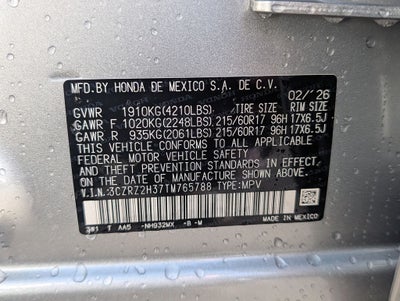 MFD.BY HONDA DE MEXICO S.A. DE C.V.
02/'26
GVWR 1910KG(4210LBS) TIRE SIZE RIM SIZE
GAWR F 1020KG(2248LBS) 215/60R17 96H 17X6.5J
GAWR R 935KG(2061LBS) 215/60R17 96H 17X6.5J
THIS VEHICLE CONFORMS TO ALL APPLICABLE
FEDERAL MOTOR VEHICLE SAFETY STANDARDS IN
EFFECT ON THE DATE OF MANUFACTURE SHOWN ABOVE.
V.I.N.:3CZRZ2H37TM765788 TYPE:MPV
AA5 -NH932MX -B -M MADE IN MEXICO